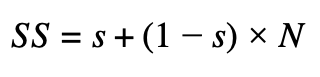 SS = s + (1 − s) × N